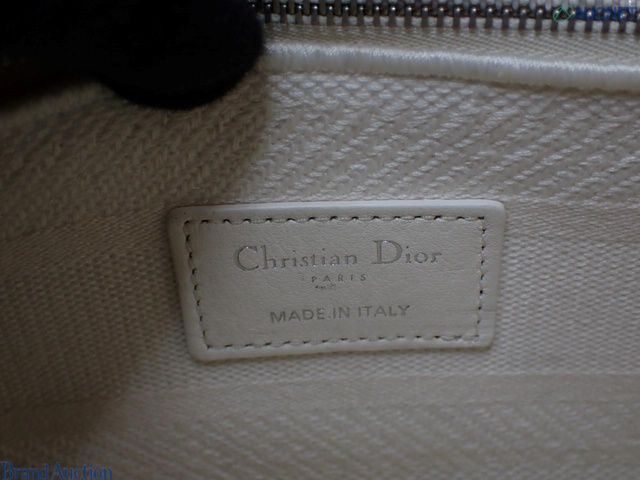 Christian Dior
PARIS
MADE IN ITALY
Brand Auction